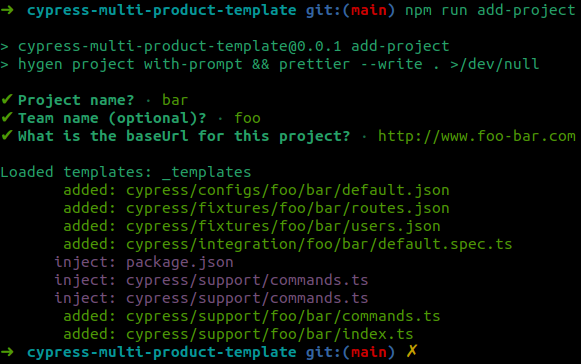 ➜ cypress-multi-product-template git:(main) npm run add-project
> cypress-multi-product-template@0.0.1 add-project
> hygen project with-prompt && prettier --write . >/dev/null
✔ Project name? · bar
✔ Team name (optional)? · foo
✔ What is the baseUrl for this project? · http://www.foo-bar.com
Loaded templates: _templates
added: cypress/configs/foo/bar/default.json
added: cypress/fixtures/foo/bar/routes.json
added: cypress/fixtures/foo/bar/users.json
added: cypress/integration/foo/bar/default.spec.ts
inject: package.json
inject: cypress/support/commands.ts
inject: cypress/support/commands.ts
added: cypress/support/foo/bar/commands.ts
added: cypress/support/foo/bar/index.ts
➜ cypress-multi-product-template git:(main) ✗